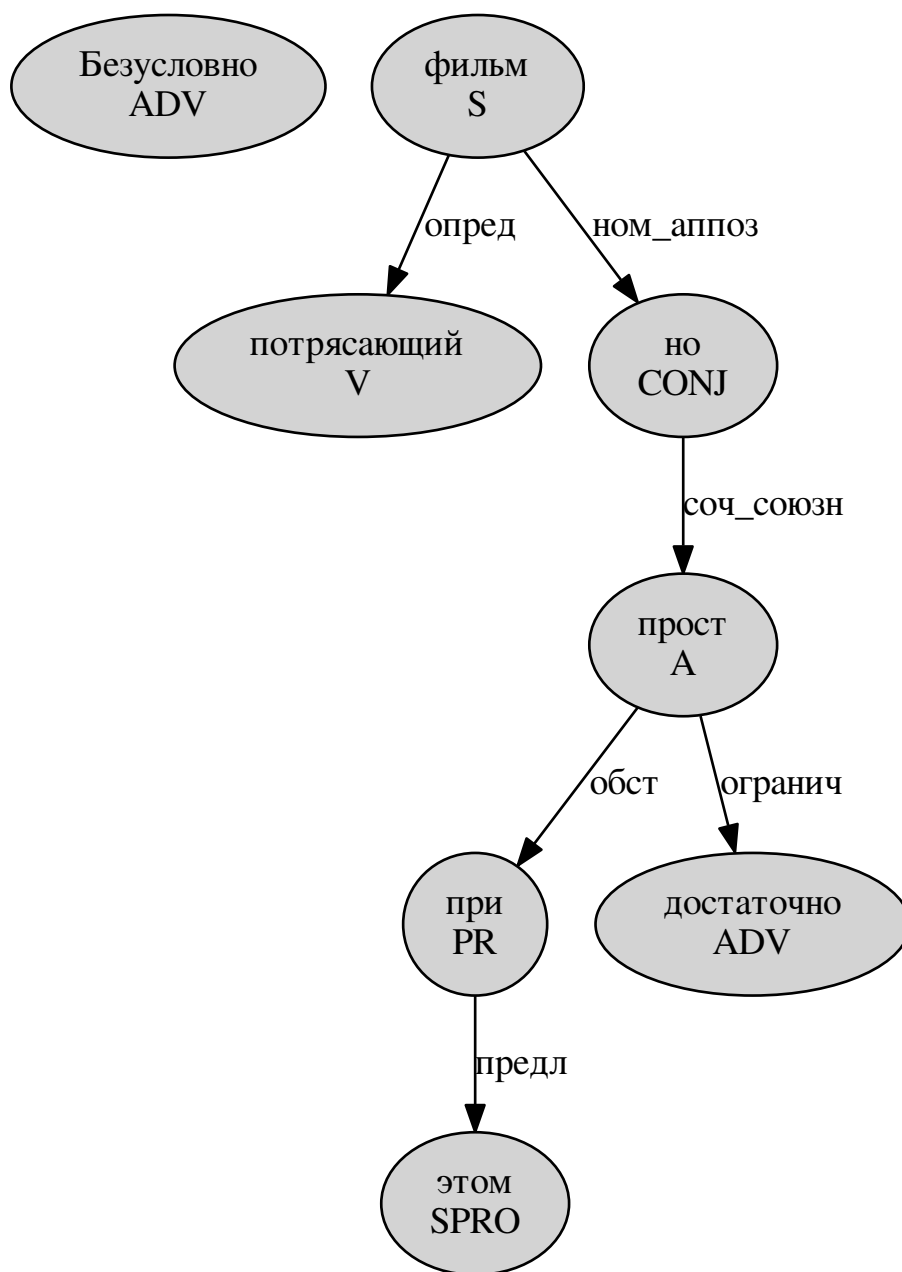 Безусловно
ADV
фильм
S
опред
ном_аппоз
потрясающий
V
но
CONJ
соч_союзн
прост
A
обст
огранич
при
PR
достаточно
ADV
предл
этом
SPRO